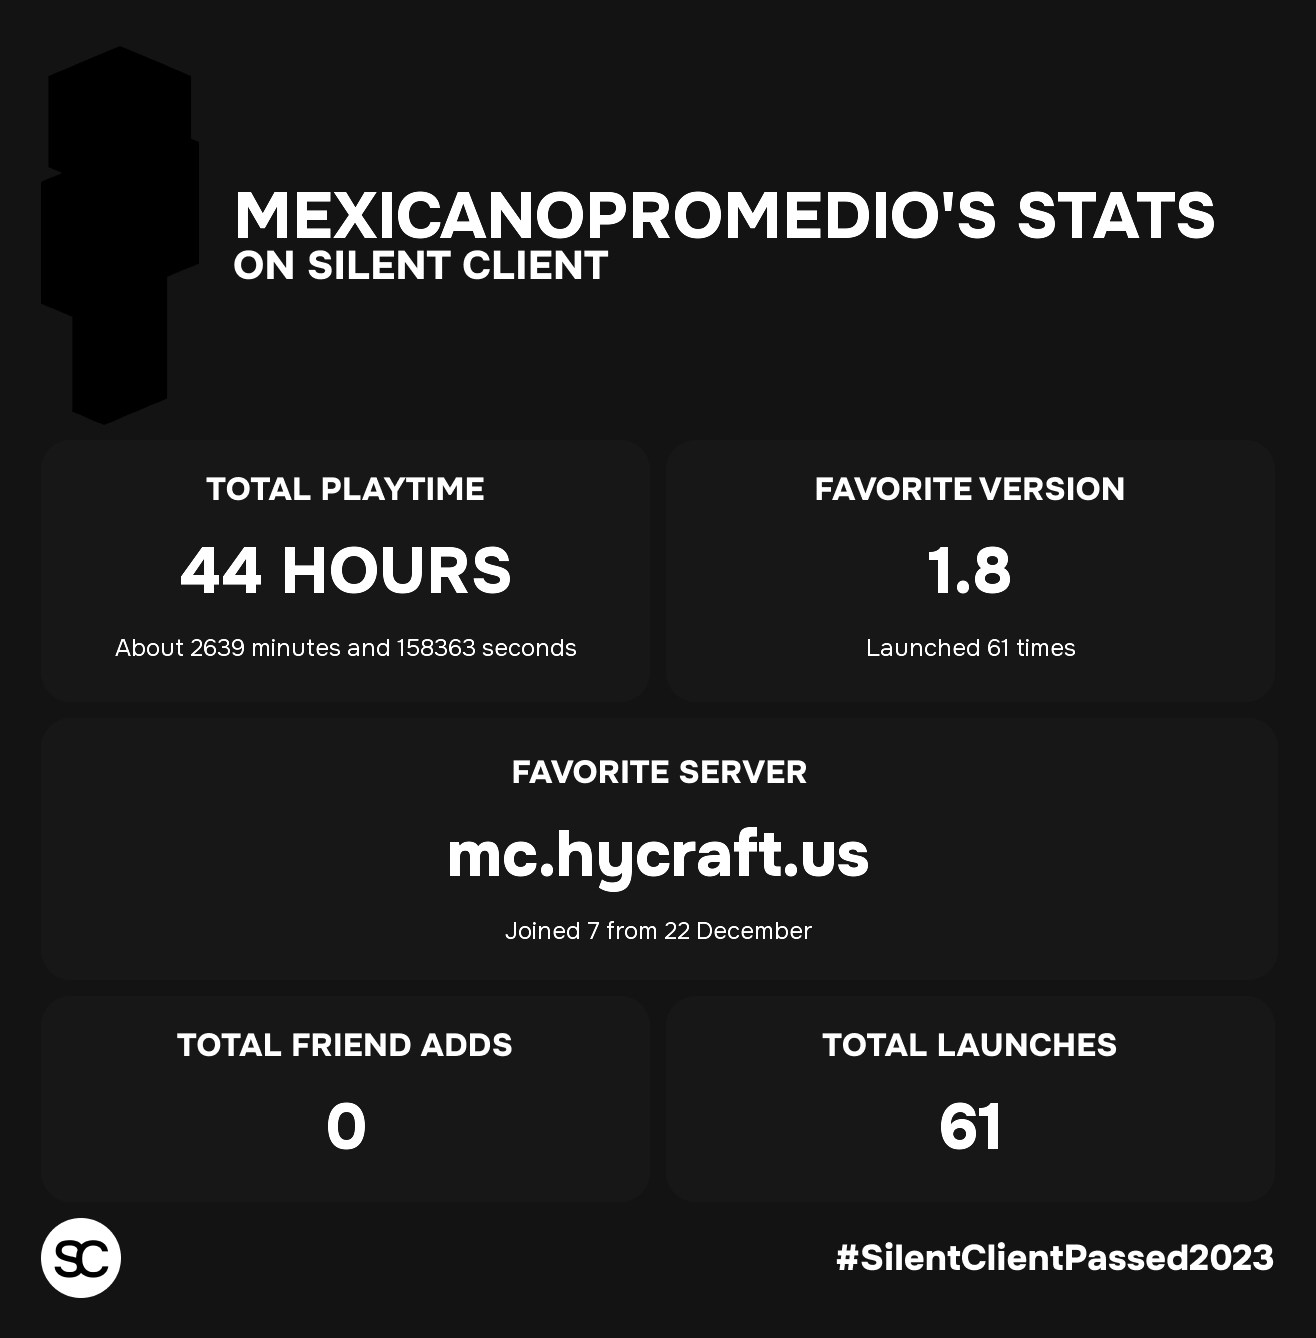 MEXICANOPROMEDIO'S STATS
ON SILENT CLIENT
TOTAL PLAYTIME
44 HOURS
About 2639 minutes and 158363 seconds
FAVORITE VERSION
1.8
Launched 61 times
FAVORITE SERVER
mc.hycraft.us
Joined 7 from 22 December
TOTAL FRIEND ADDS
0
TOTAL LAUNCHES
61
SC
#SilentClientPassed2023